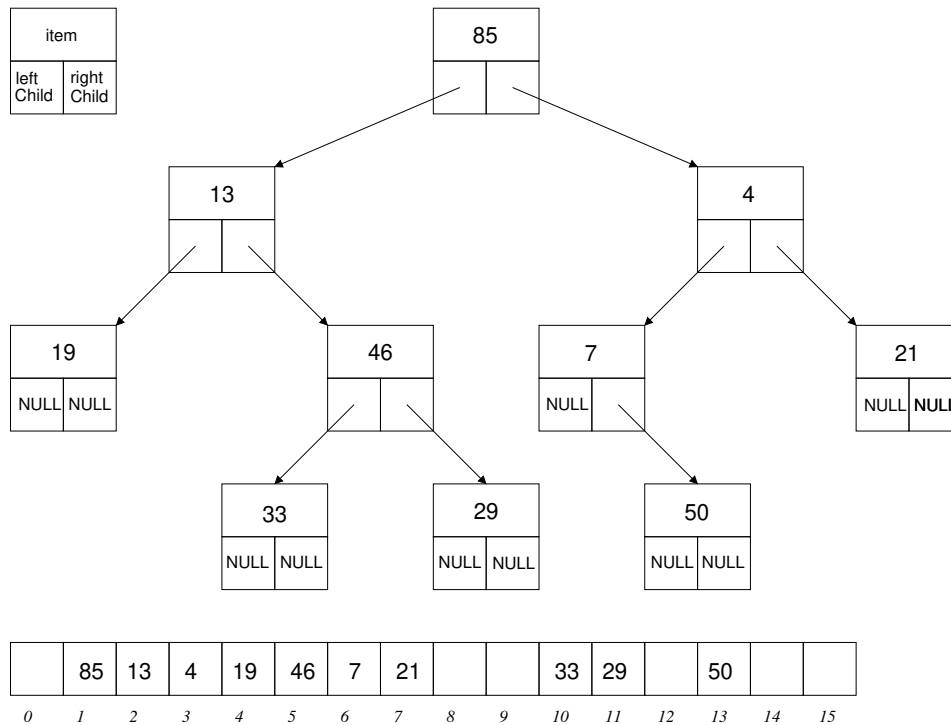 item
left
Child
right
Child
85
13
4
19
46
7
21
NULL NULL
NULL
NULL NULL
33
29
50
NULL NULL
NULL NULL
NULL NULL
85 13 4 19 46 7 21 33 29 50
0 1 2 3 4 5 6 7 8 9 10 11 12 13 14 15